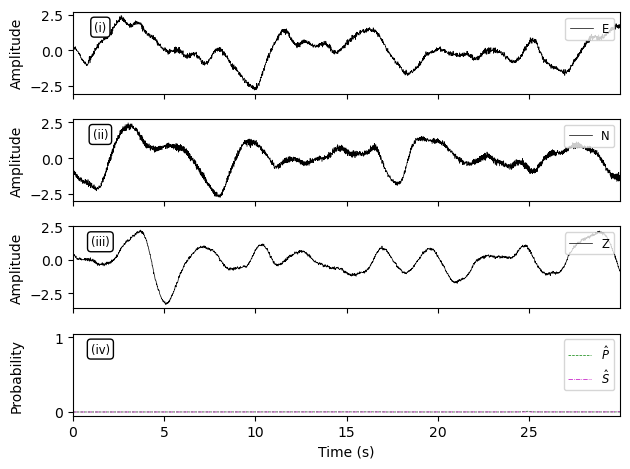 Amplitude
2.5
0.0
−2.5
(i)
E
Amplitude
2.5
0.0
−2.5
(ii)
N
Amplitude
2.5
0.0
−2.5
(iii)
Z
Probability
1
0
(iv)
P̂
Ŝ
0 5 10 15 20 25
Time (s)